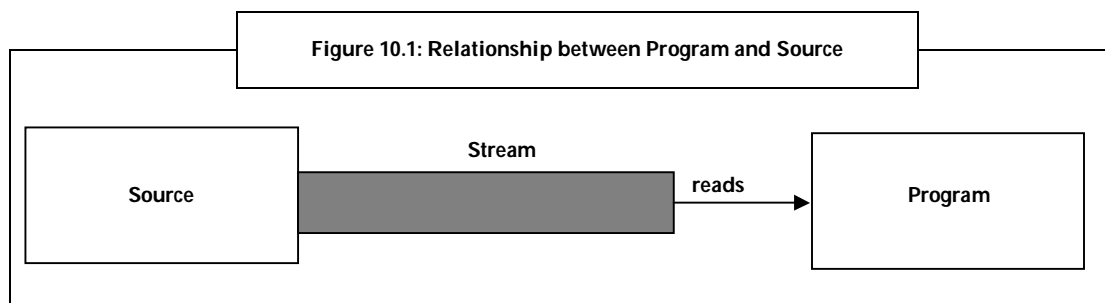 Figure 10.1: Relationship between Program and Source
Stream
Source
reads
Program